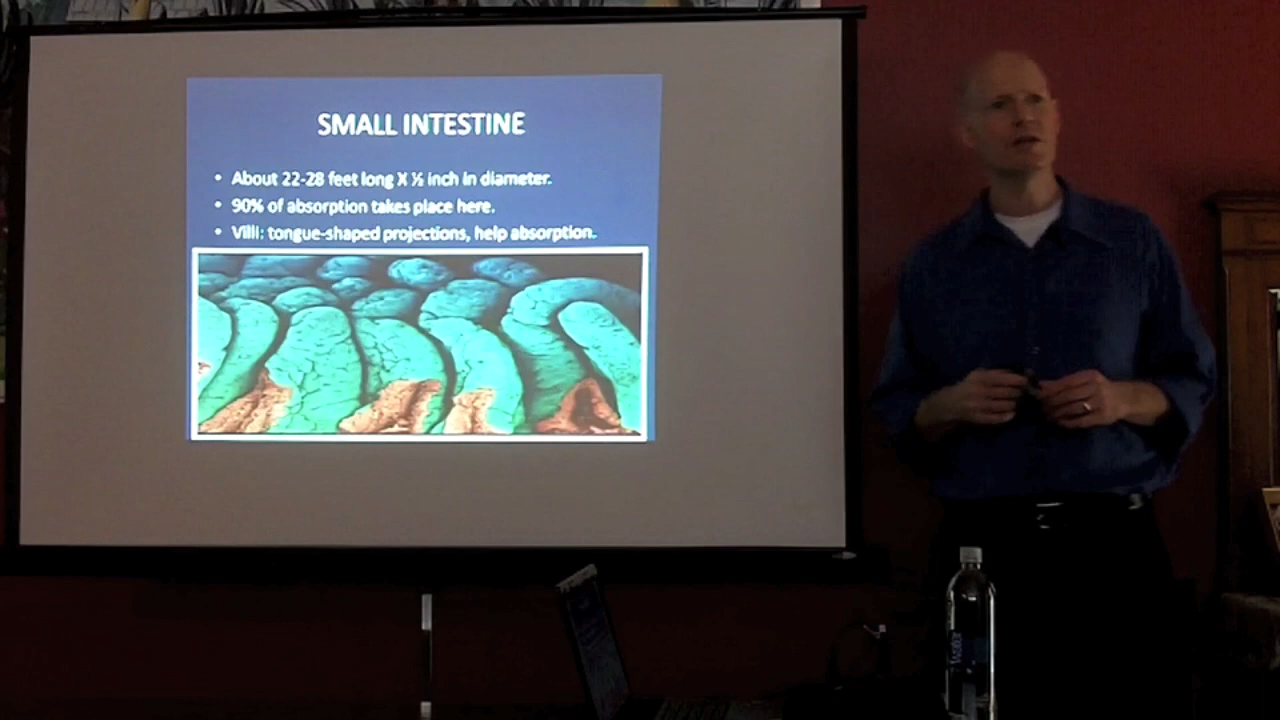 SMALL INTESTINE
• About 22-28 feet long X ½ inch in diameter.
• 90% of absorption takes place here.
• Villi: tongue-shaped projections, help absorption.
Water